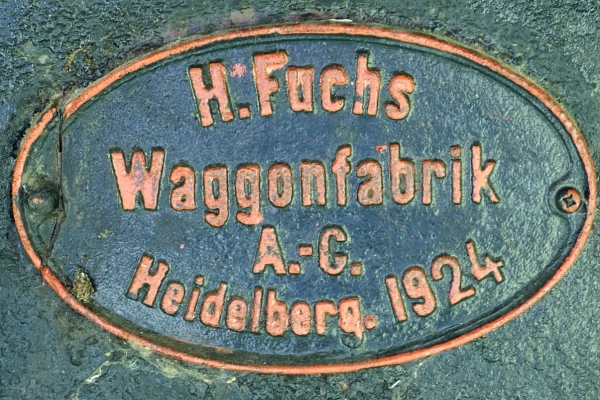 H. Fuchs
Waggonfabrik
A.-G.
Heidelberg. 1924